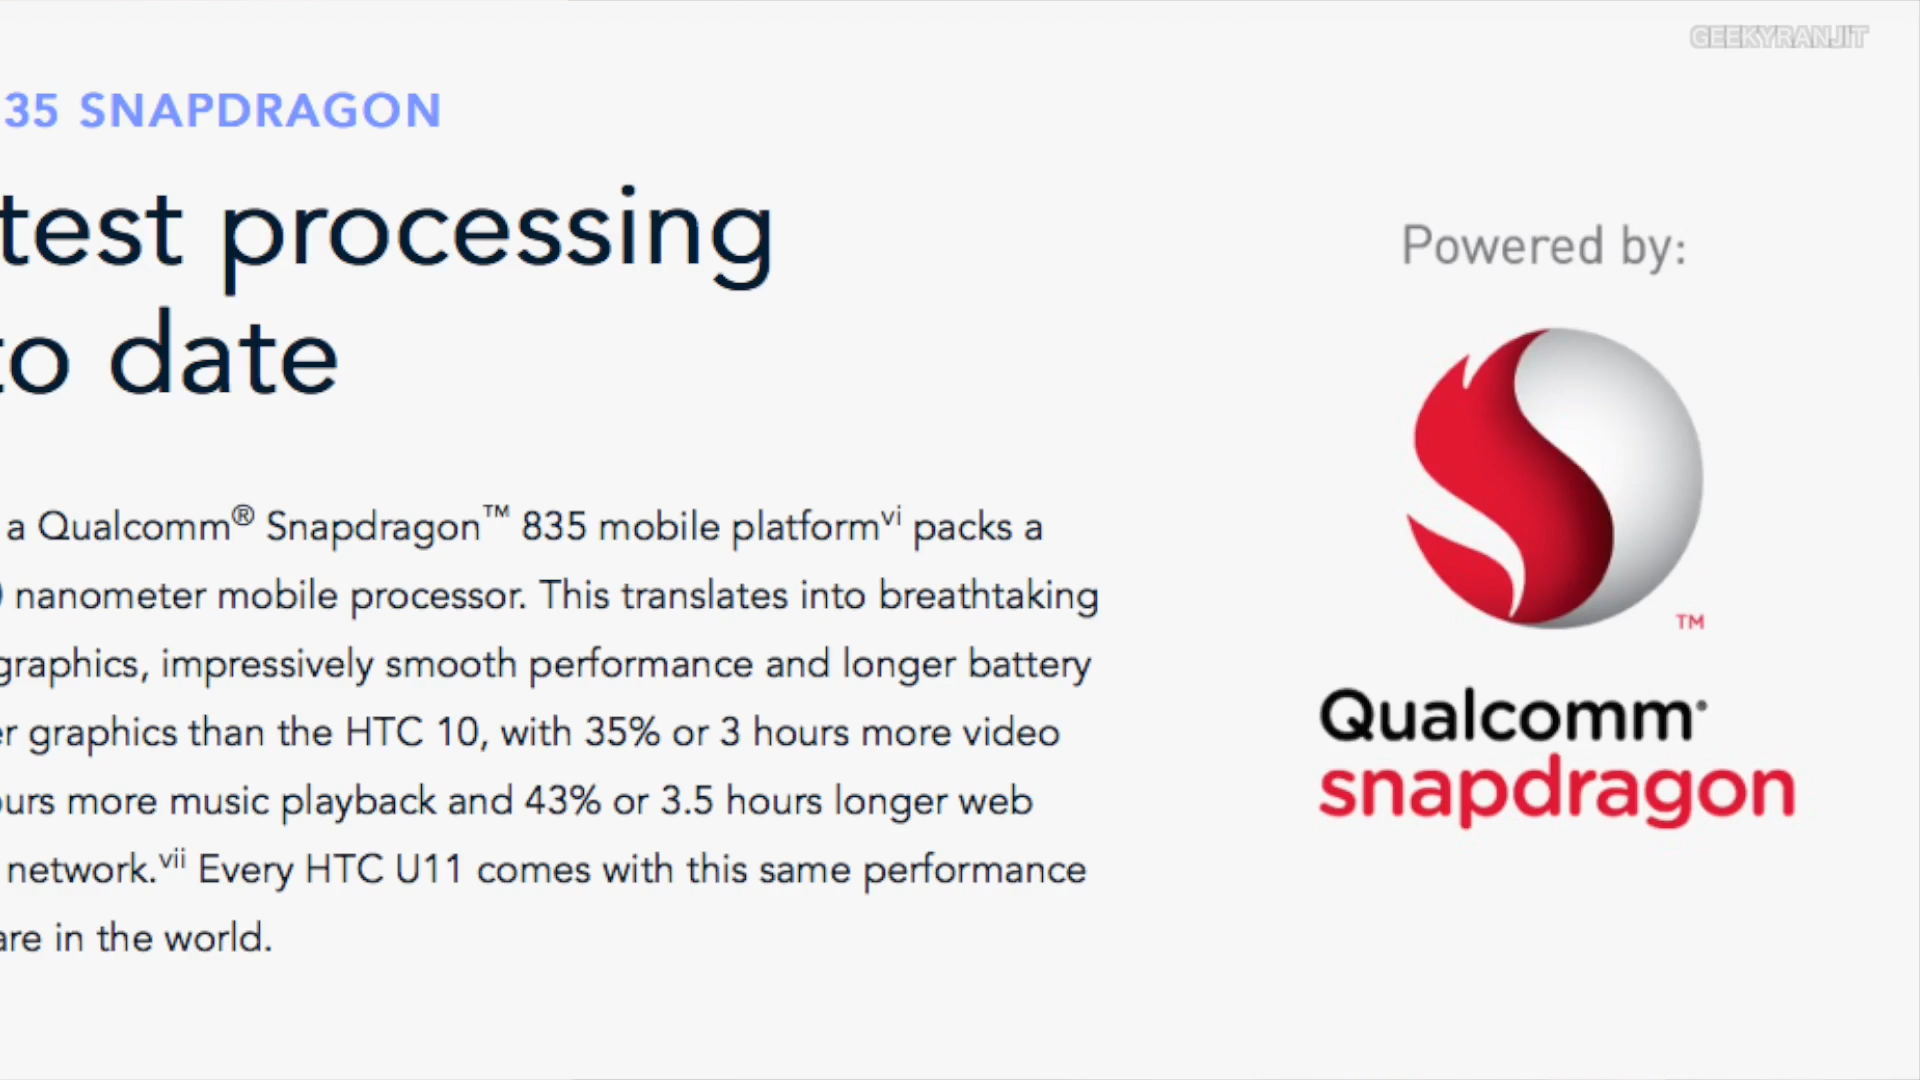 GEEKYRANJIT
35 SNAPDRAGON
test processing
to date
Powered by:
a Qualcomm® Snapdragon™ 835 mobile platformvi packs a
nanometer mobile processor. This translates into breathtaking
graphics, impressively smooth performance and longer battery
er graphics than the HTC 10, with 35% or 3 hours more video
ours more music playback and 43% or 3.5 hours longer web
network.vii Every HTC U11 comes with this same performance
are in the world.
TM
Qualcomm
snapdragon